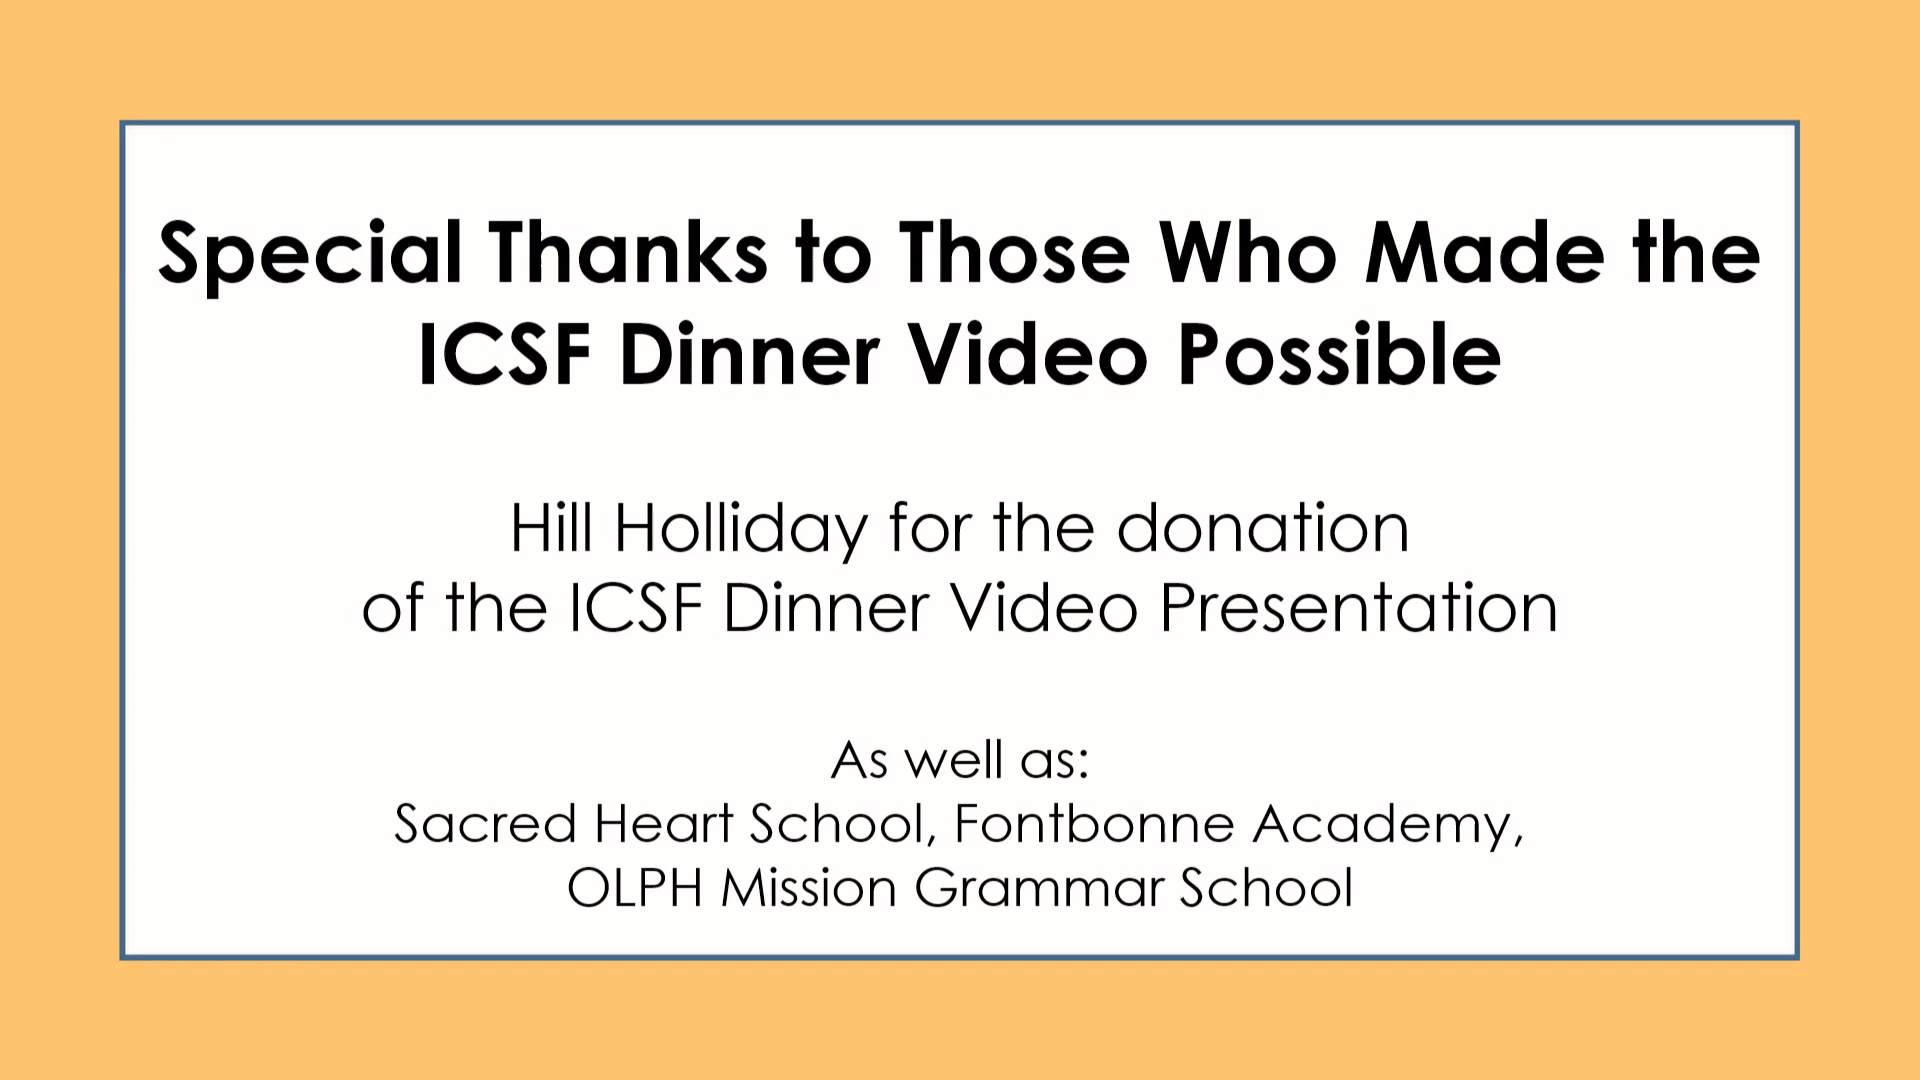 Special Thanks to Those Who Made the
ICSF Dinner Video Possible
Hill Holliday for the donation
of the ICSF Dinner Video Presentation
As well as:
Sacred Heart School, Fontbonne Academy,
OLPH Mission Grammar School